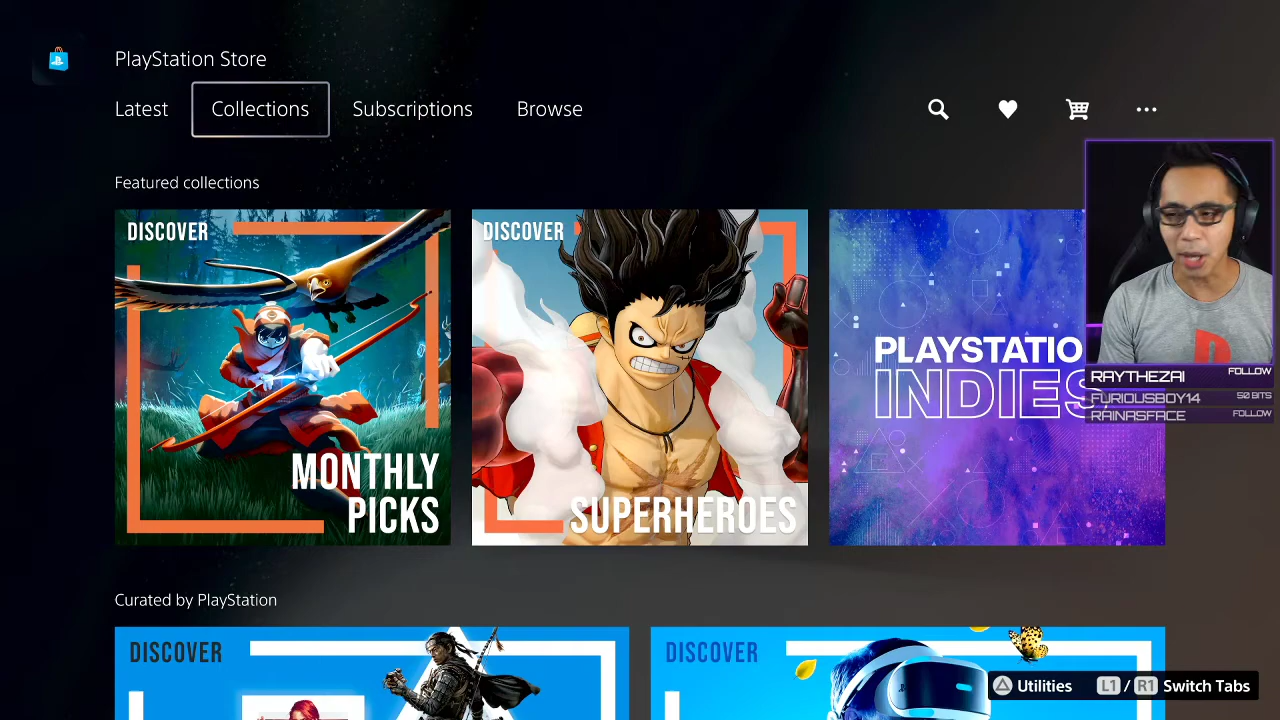 PlayStation Store
Latest
Collections
Subscriptions
Browse
Featured collections
DISCOVER
MONTHLY
PICKS
DISCOVER
SUPERHEROES
PLAYSTATIO
INDIES
RAYTHEZAI
FOLLOW
FURIOUSBOY14
50 BITS
RAINASFACE
FOLLOW
Curated by PlayStation
DISCOVER
DISCOVER
Utilities
L1 / R1 Switch Tabs